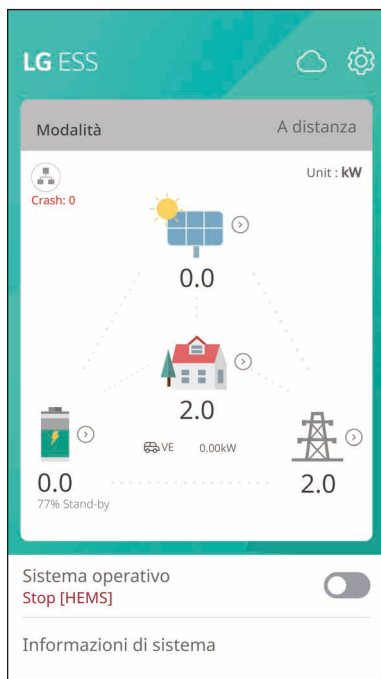 LG ESS
Modalità A distanza
Unit : kW
Crash: 0
0.0
2.0
VE 0.00kW
0.0
77% Stand-by
2.0
Sistema operativo
Stop [HEMS]
Informazioni di sistema